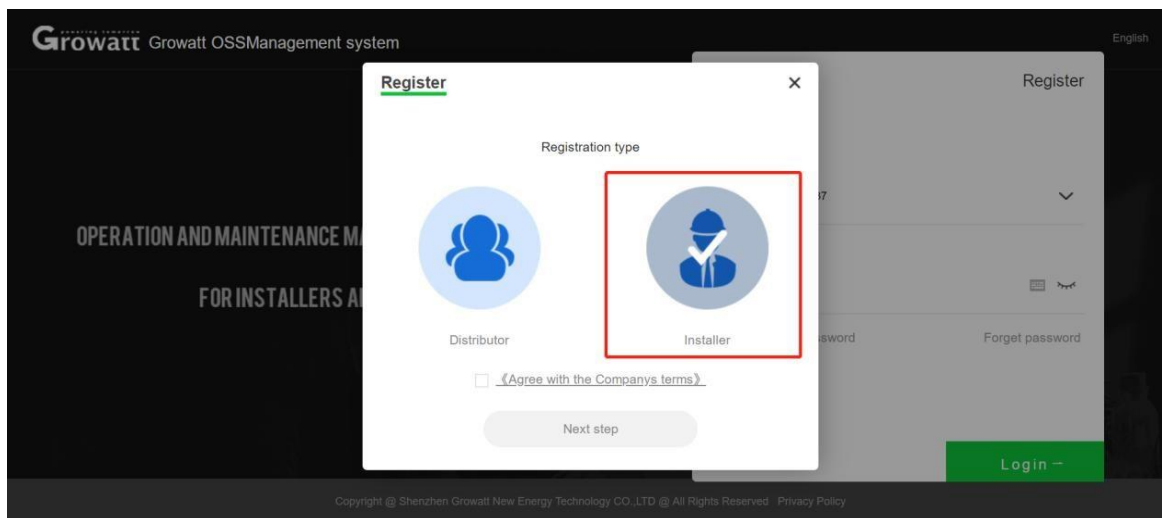 Growatt Growatt OSSManagement system
English
Register
Register
Registration type
37
OPERATION AND MAINTENANCE M
FOR INSTALLERS A
Distributor
Installer
sword
Forget password
《Agree with the Companys terms》
Next step
Login
Copyright @ Shenzhen Growatt New Energy Technology CO.,LTD @ All Rights Reserved Privacy Policy